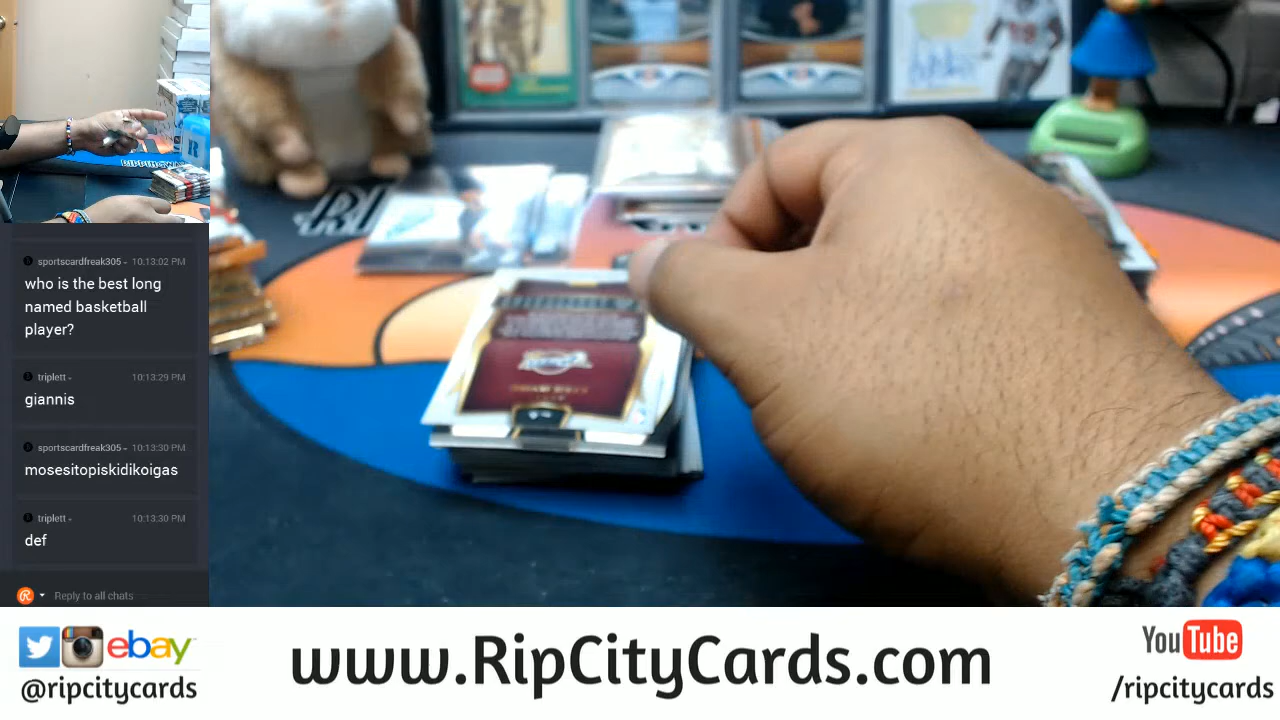 sportscardfreak305 - 10:13:02 PM
who is the best long
named basketball
player?
triplett - 10:13:29 PM
giannis
sportscardfreak305 - 10:13:30 PM
mosesitopiskidikoigas
triplett - 10:13:30 PM
def
Reply to all chats
ebay
@ripcitycards
www.RipCityCards.com
YouTube
/ripcitycards